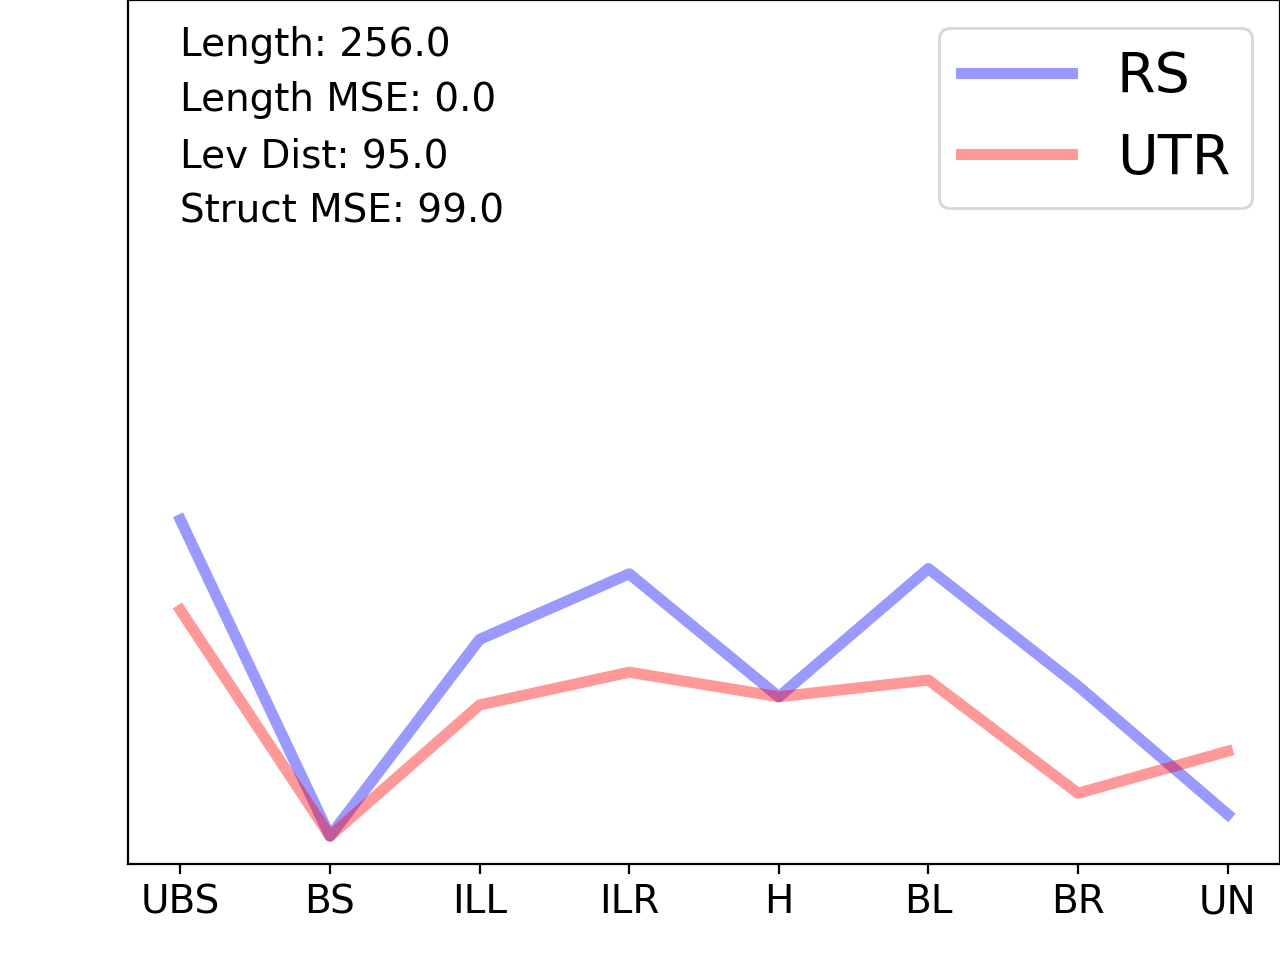 Length: 256.0
Length MSE: 0.0
Lev Dist: 95.0
Struct MSE: 99.0
RS
UTR
UBS BS ILL ILR H BL BR UN